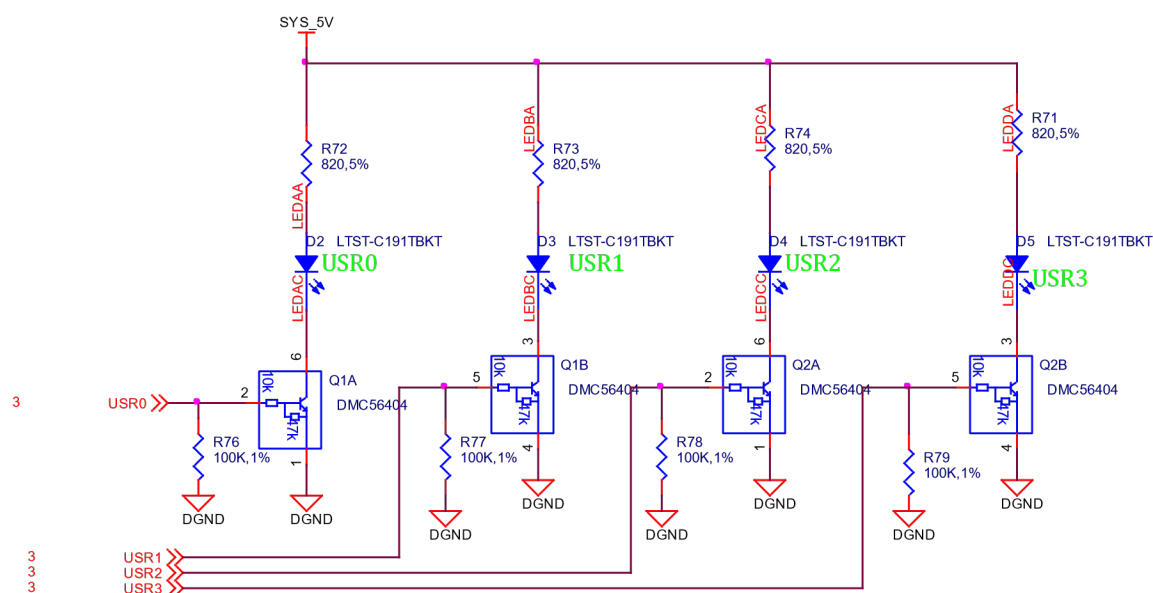 SYS_5V
LEDBA
LEDCA
LEDDA
R71
820,5%
R74
820,5%
R72
820,5%
R73
820,5%
LEDAA
D2 LTST-C191TBKT
USR0
D3 LTST-C191TBKT
USR1
D4 LTST-C191TBKT
USR2
D5 LTST-C191TBKT
USR3
LEDAC
LEDBC
LEDCC
LEDDC
6
3
6
3
10k
Q1A
DMC56404
47k
2
1
10k
Q1B
DMC56404
47k
5
4
10k
Q2A
DMC56404
47k
2
1
10k
Q2B
DMC56404
47k
5
4
3 USR0
R76
100K,1%
R77
100K,1%
R78
100K,1%
R79
100K,1%
DGND
DGND
DGND
DGND
DGND
DGND
DGND
DGND
3 USR1
3 USR2
3 USR3